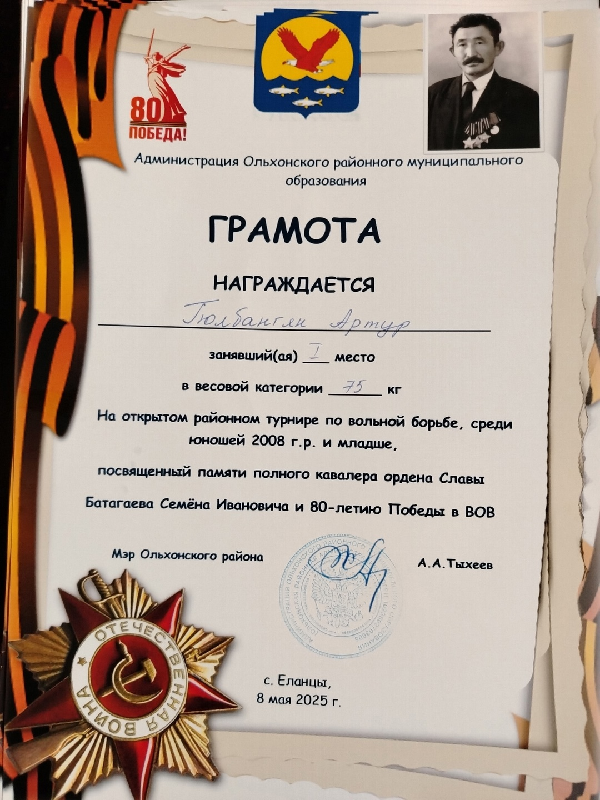 80
ПОБЕДА!
Администрация Ольхонского районного муниципального
образования
ГРАМОТА
НАГРАЖДАЕТСЯ
Гюлбангян Артур
занявший(ая) I место
в весовой категории 75 кг
На открытом районном турнире по вольной борьбе, среди
юношей 2008 г.р. и младше,
посвященный памяти полного кавалера ордена Славы
Батагаева Семёна Ивановича и 80-летию Победы в ВОВ
Мэр Ольхонского района
А.А.Тыхеев
ОТЕЧЕСТВЕННАЯ ВОЙНА
с. Еланцы,
8 мая 2025 г.